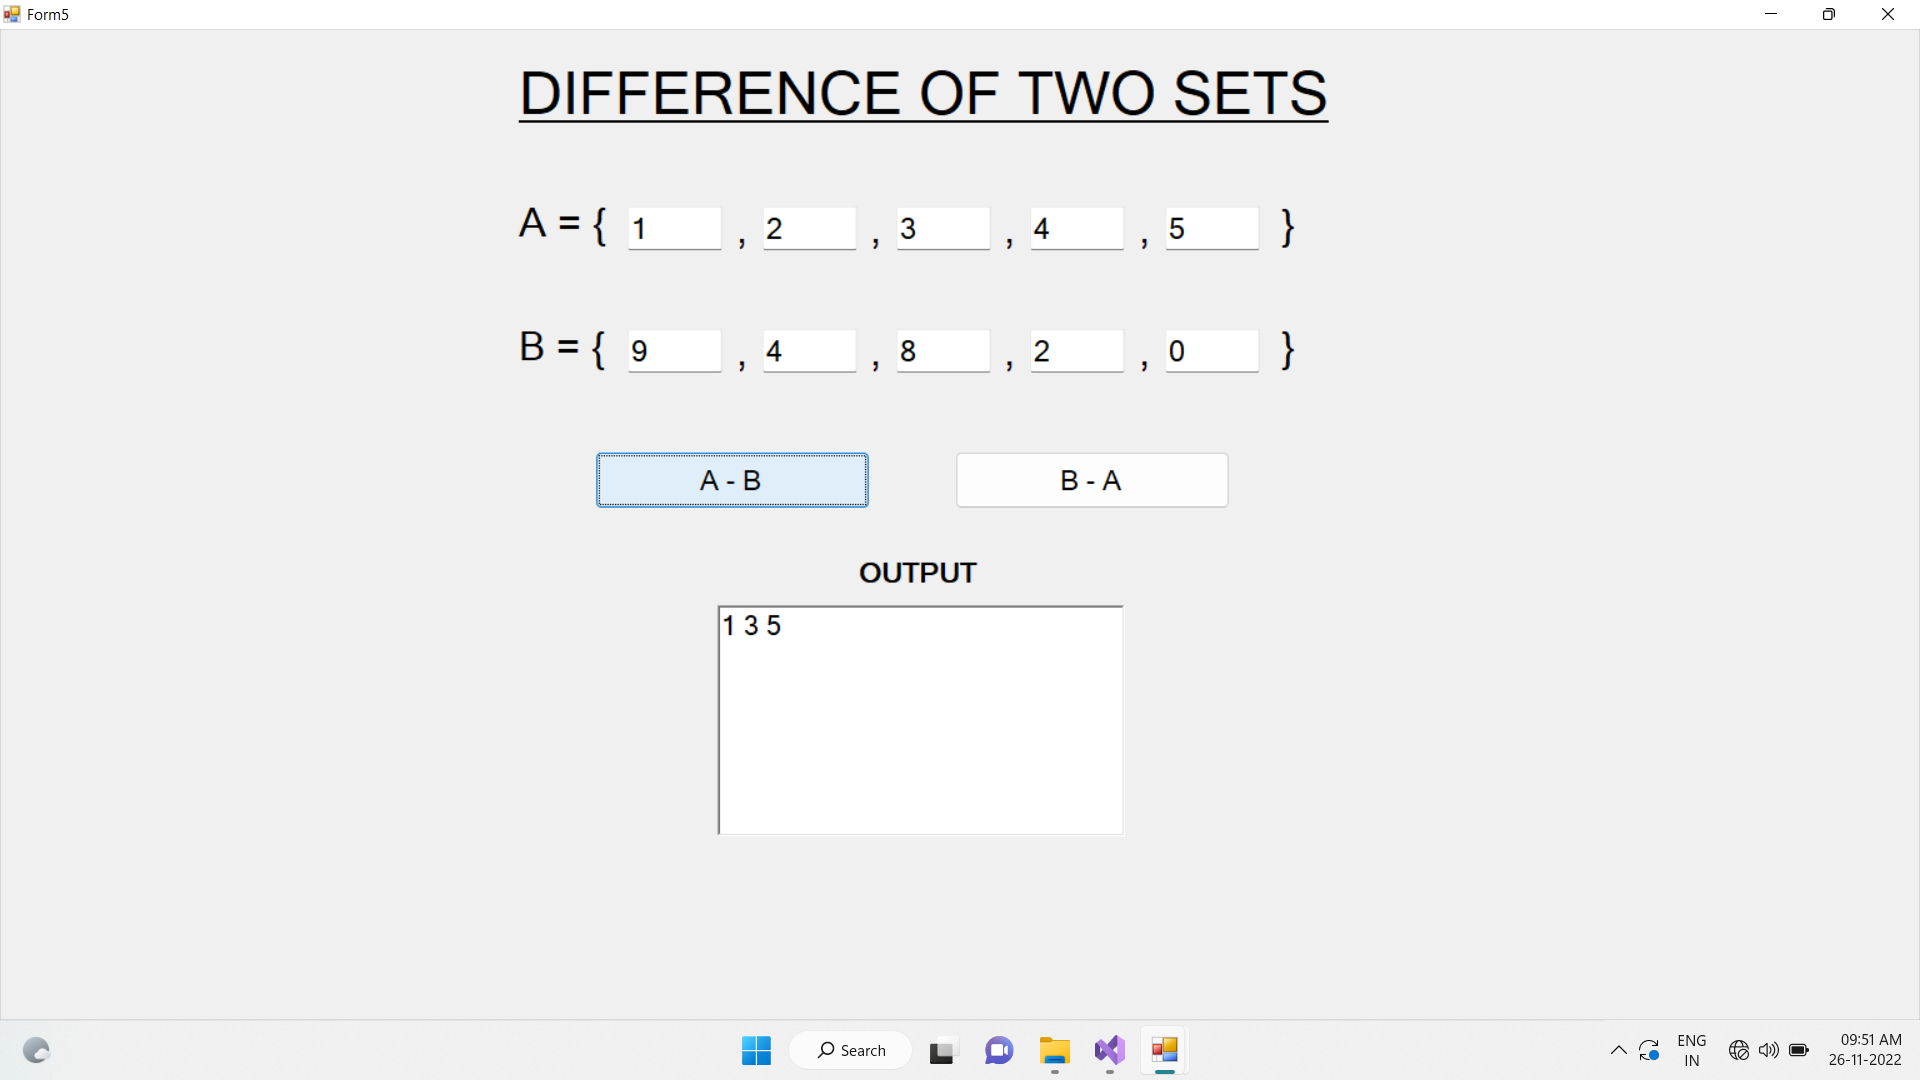 Form5
DIFFERENCE OF TWO SETS
A = { 1 , 2 , 3 , 4 , 5 }
B = { 9 , 4 , 8 , 2 , 0 }
A - B B - A
OUTPUT
1 3 5
Search ENG 09:51 AM
IN 26-11-2022